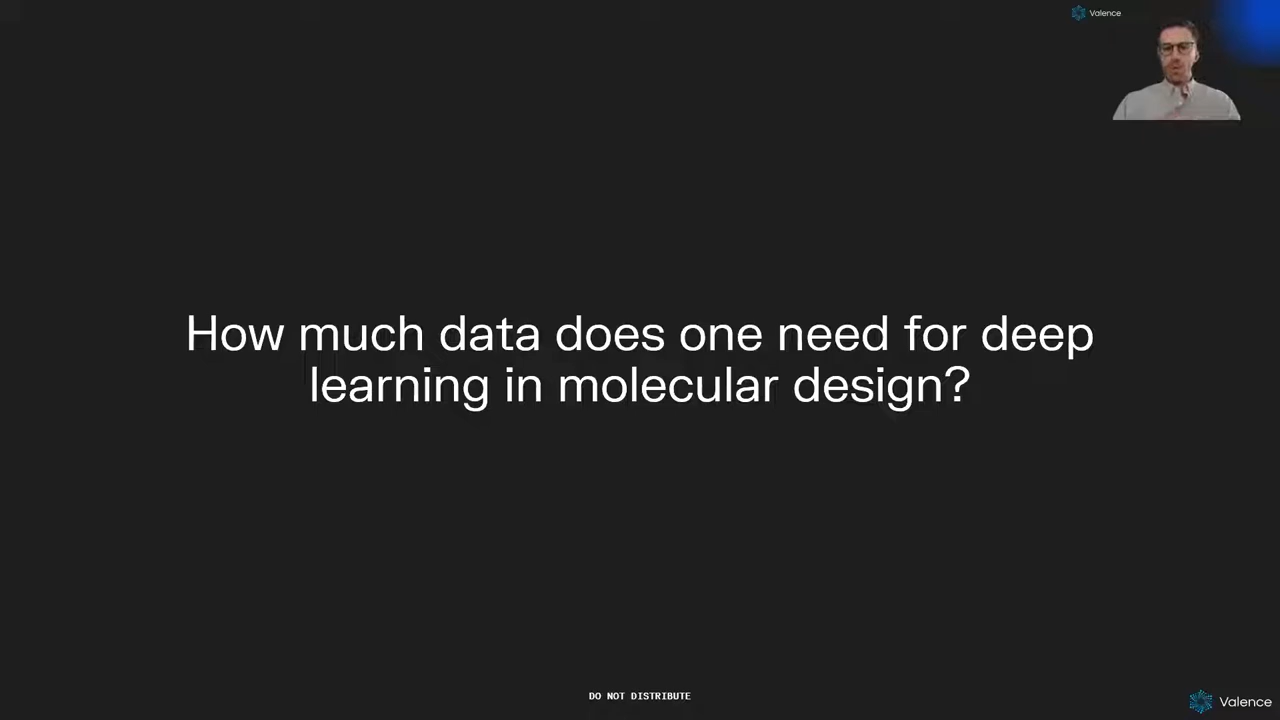 Valence
How much data does one need for deep
learning in molecular design?
DO NOT DISTRIBUTE
Valence